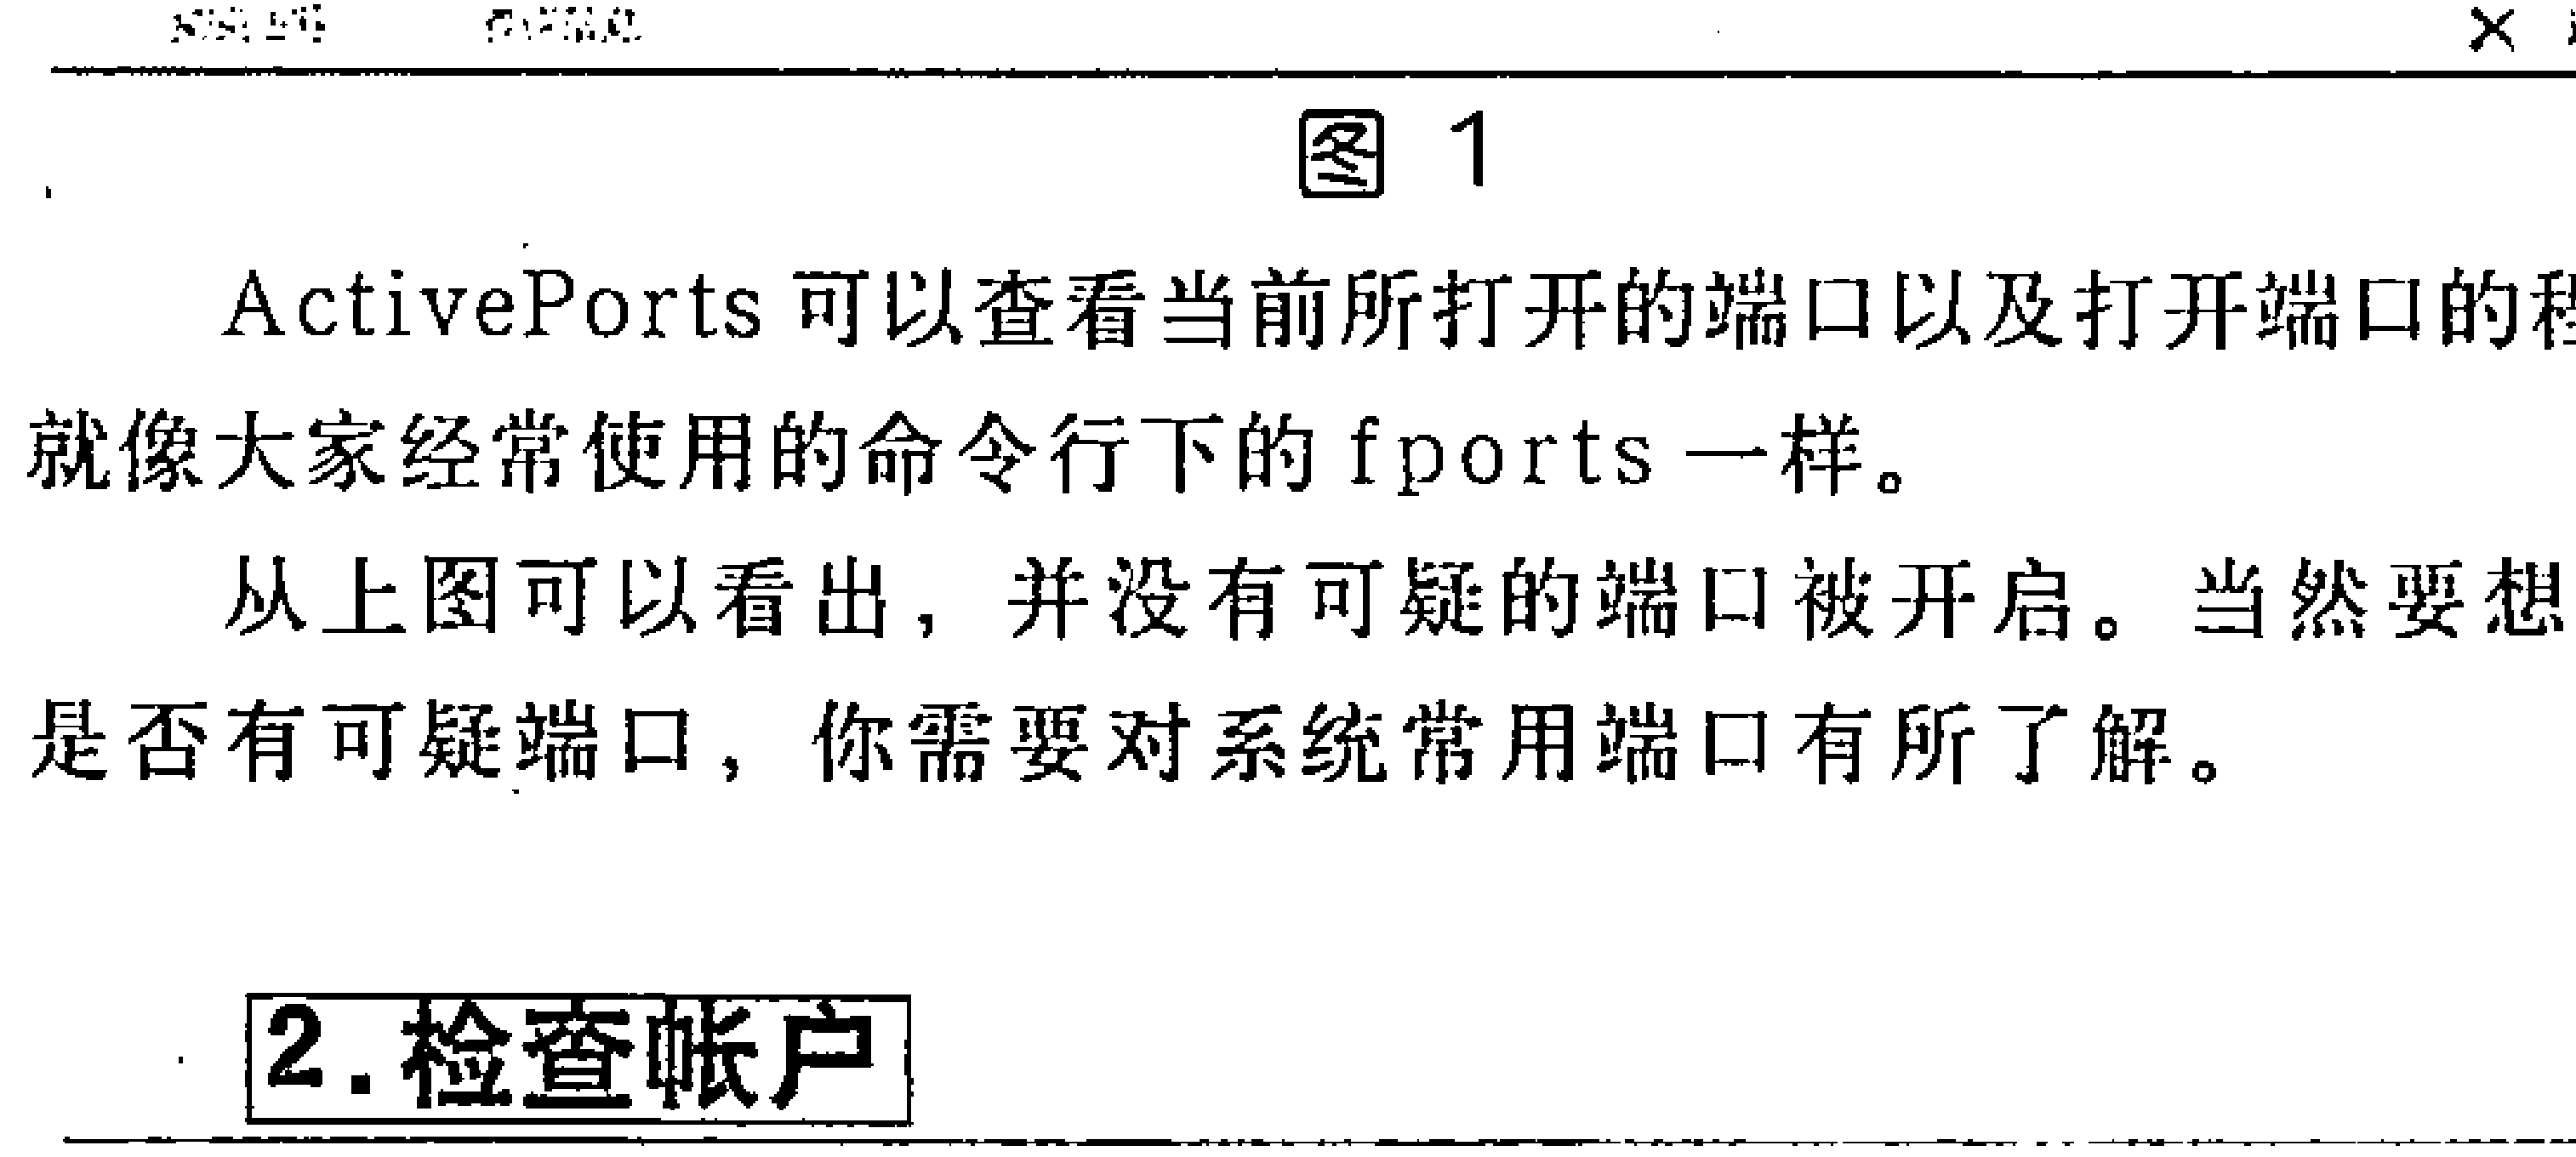 图 1
ActivePorts 可以查看当前所打开的端口以及打开端口的
就像大家经常使用的命令行下的 fports 一样。
从上图可以看出，并没有可疑的端口被开启。当然要想
是否有可疑端口，你需要对系统常用端口有所了解。
2.检查帐户